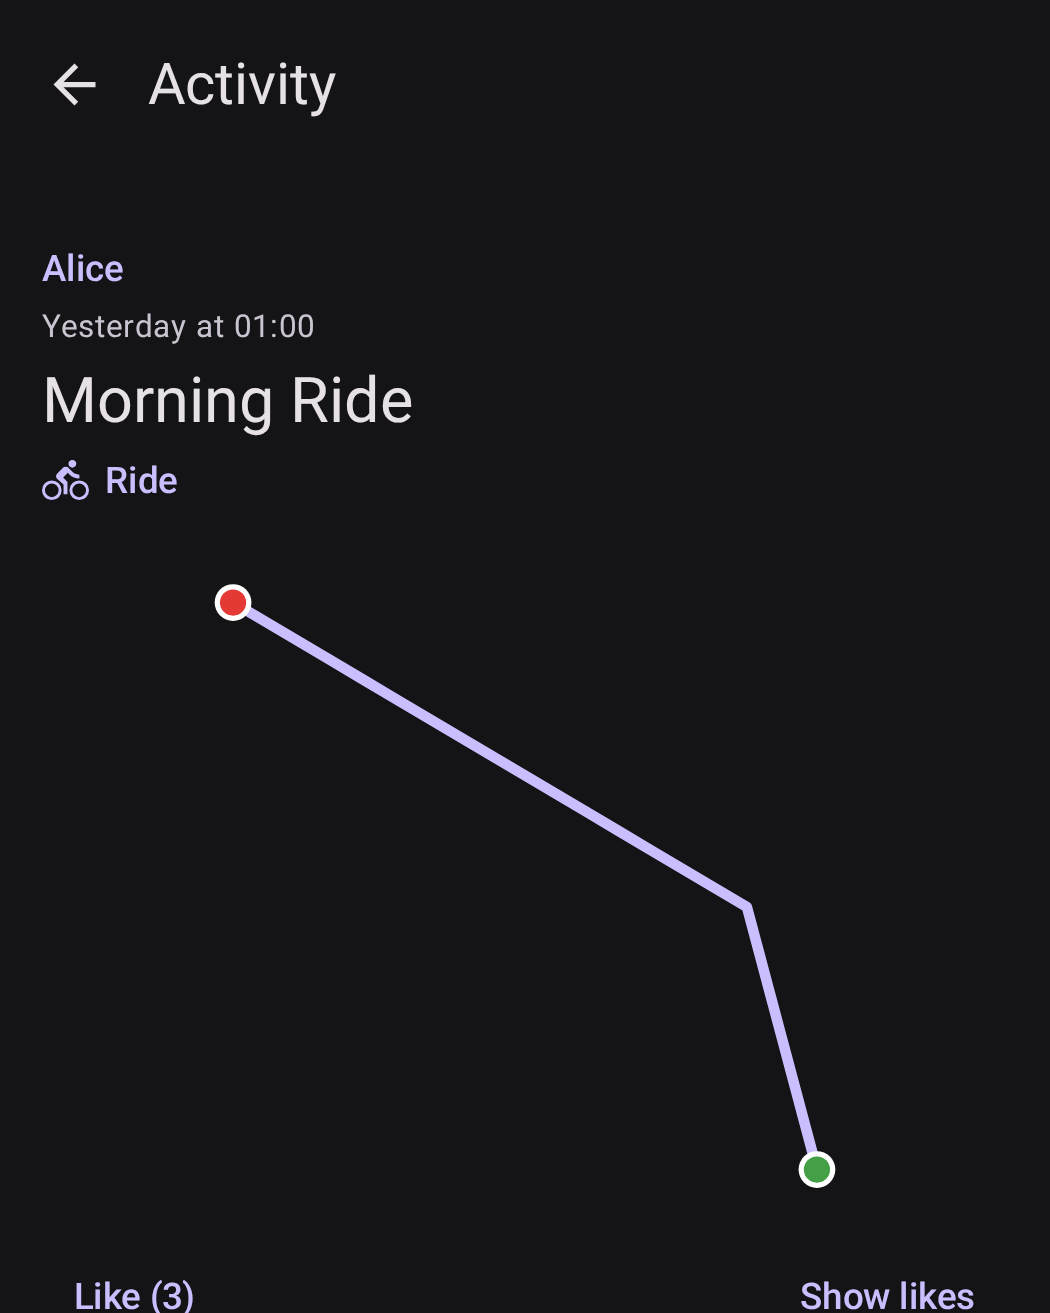 Activity
Alice
Yesterday at 01:00
Morning Ride
Ride
Like (3)
Show likes